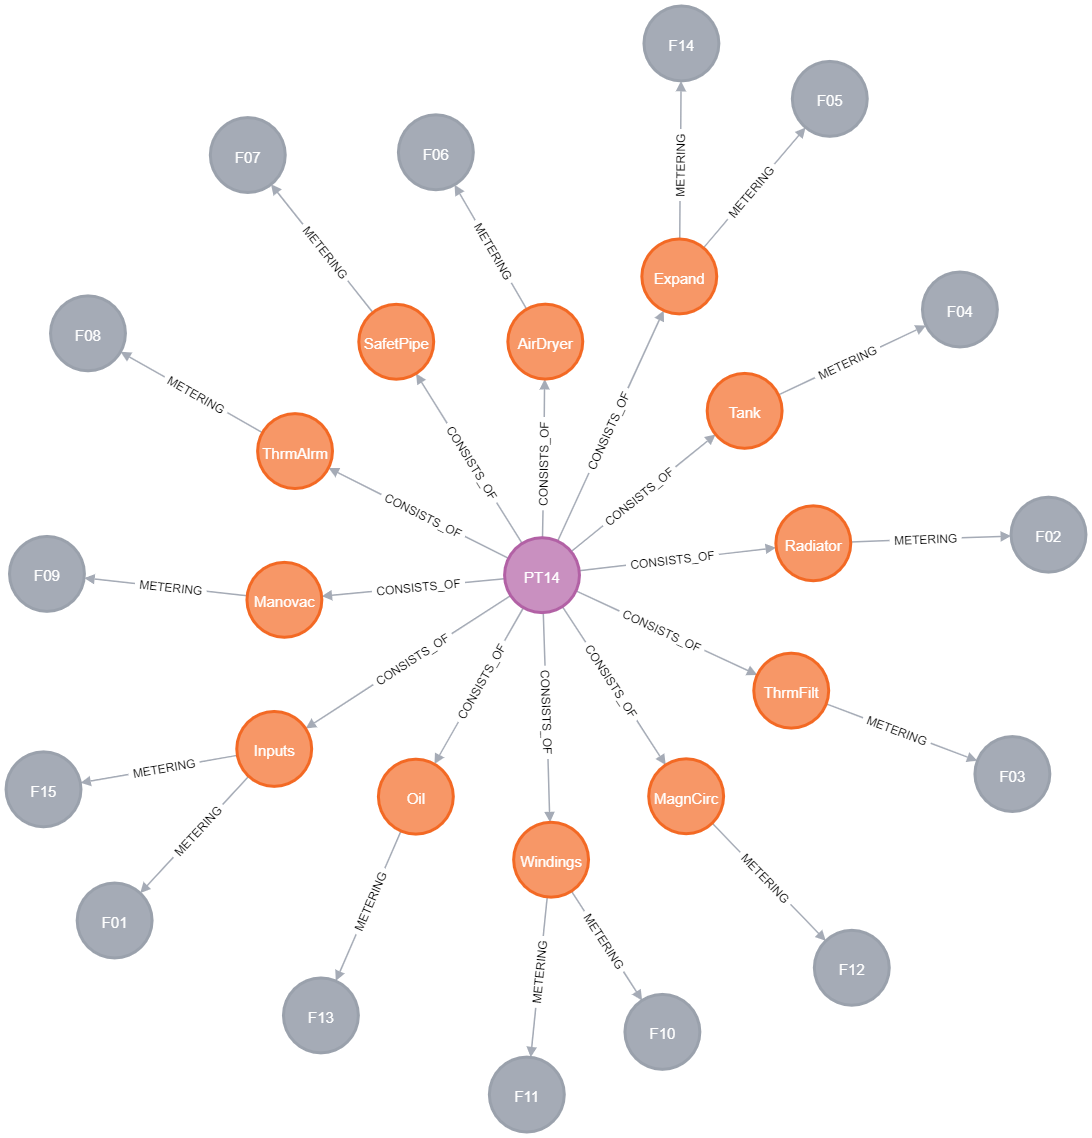 F14
F05
METERING
METERING
F07
F06
METERING
METERING
Expand
F04
F08
SafetPipe
AirDryer
METERING
METERING
CONSISTS_OF
Tank
ThrmAlrm
CONSISTS_OF
CONSISTS_OF
CONSISTS_OF
CONSISTS_OF
Radiator
METERING
F02
F09
METERING
Manovac
CONSISTS_OF
PT14
CONSISTS_OF
CONSISTS_OF
CONSISTS_OF
CONSISTS_OF
CONSISTS_OF
CONSISTS_OF
ThrmFilt
METERING
F03
Inputs
METERING
F15
METERING
Oil
MagnCirc
Windings
METERING
F01
METERING
METERING
METERING
F12
F13
F10
F11